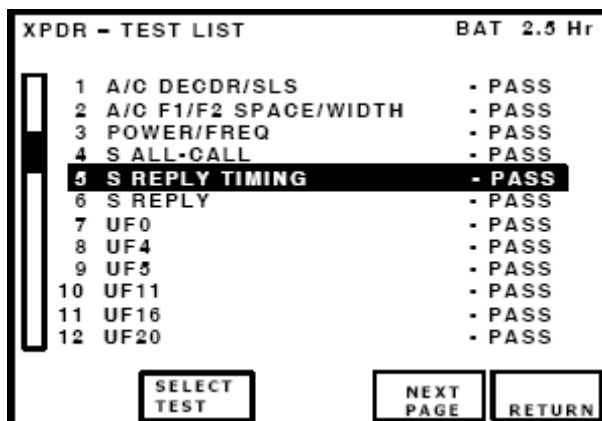 XPDR – TEST LIST BAT 2.5 Hr
1 A/C DECDR/SLS - PASS
2 A/C F1/F2 SPACE/WIDTH - PASS
3 POWER/FREQ - PASS
4 S ALL-CALL - PASS
5 S REPLY TIMING - PASS
6 S REPLY - PASS
7 UF0 - PASS
8 UF4 - PASS
9 UF5 - PASS
10 UF11 - PASS
11 UF16 - PASS
12 UF20 - PASS
SELECT
TEST
NEXT
PAGE
RETURN